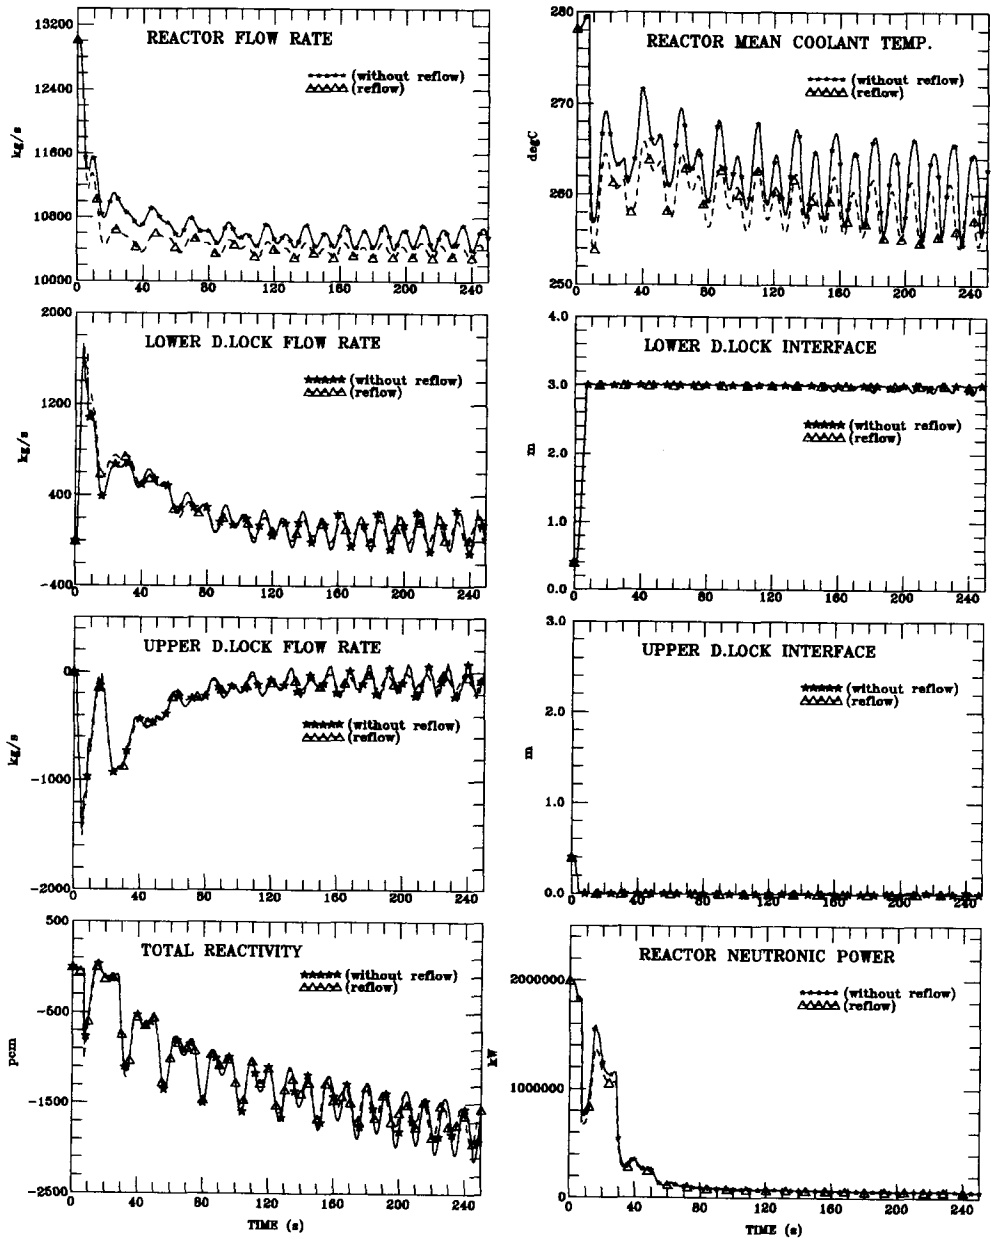 REACTOR FLOW RATE
(without reflow)
(reflow)
kg/s
13200
12400
11600
10800
10000
0 40 80 120 160 200 240
REACTOR MEAN COOLANT TEMP.
(without reflow)
(reflow)
degC
280
270
260
250
0 40 80 120 160 200 240
LOWER D.LOCK FLOW RATE
(without reflow)
(reflow)
kg/s
2000
1200
400
-400
0 40 80 120 160 200 240
LOWER D.LOCK INTERFACE
(without reflow)
(reflow)
m
4.0
3.0
2.0
1.0
0.0
0 40 80 120 160 200 240
UPPER D.LOCK FLOW RATE
(without reflow)
(reflow)
kg/s
0
-1000
-2000
0 40 80 120 160 200 240
UPPER D.LOCK INTERFACE
(without reflow)
(reflow)
m
3.0
2.0
1.0
0.0
0 40 80 120 160 200 240
TOTAL REACTIVITY
(without reflow)
(reflow)
pcm
500
-500
-1500
-2500
0 40 80 120 160 200 240
TIME (s)
REACTOR NEUTRONIC POWER
(without reflow)
(reflow)
kW
2000000
1000000
0
0 40 80 120 160 200 240
TIME (s)